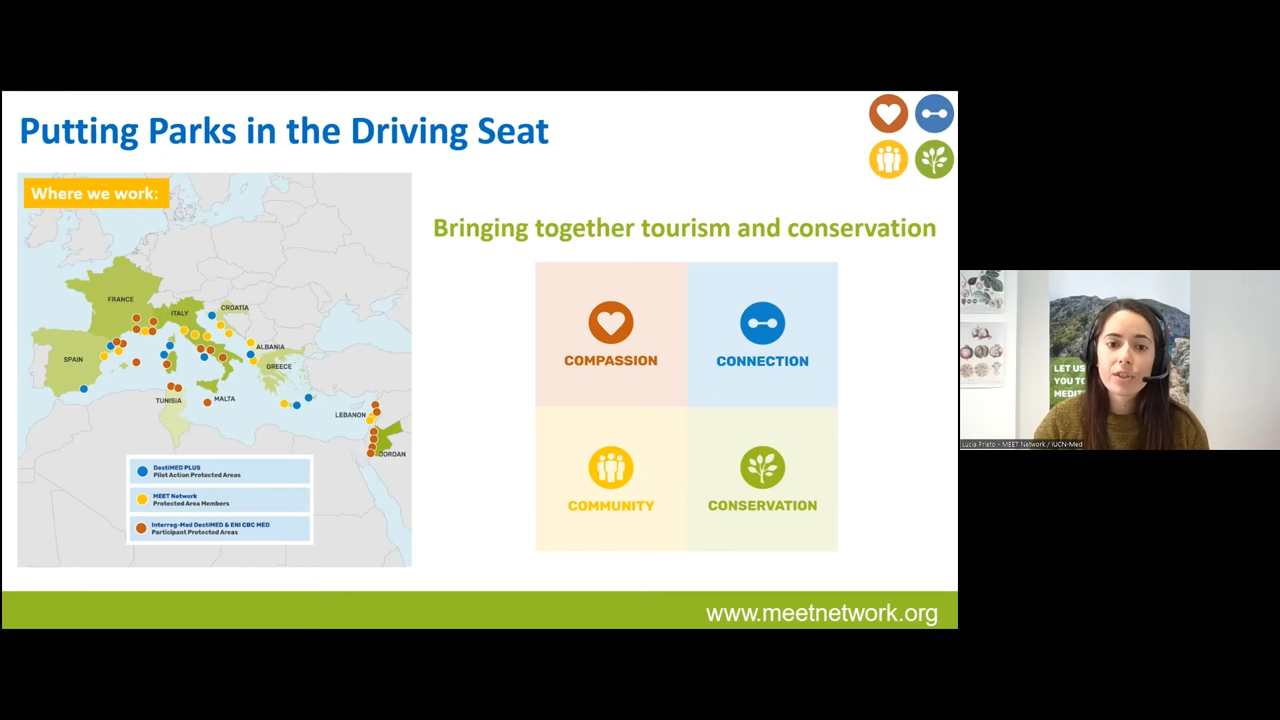 Putting Parks in the Driving Seat
Where we work:
FRANCE
ITALY
CROATIA
SPAIN
ALBANIA
GREECE
TUNISIA
MALTA
LEBANON
JORDAN
DestiMED PLUS
Pilot Action Protected Areas
MEET Network
Protected Area Members
Interreg-Med DestiMED & ENI CBC MED
Participant Protected Areas
Bringing together tourism and conservation
COMPASSION
CONNECTION
COMMUNITY
CONSERVATION
www.meetnetwork.org
LET US
YOU TO
MEDIT
Lucia Prieto - MEET Network / IUCN-Med